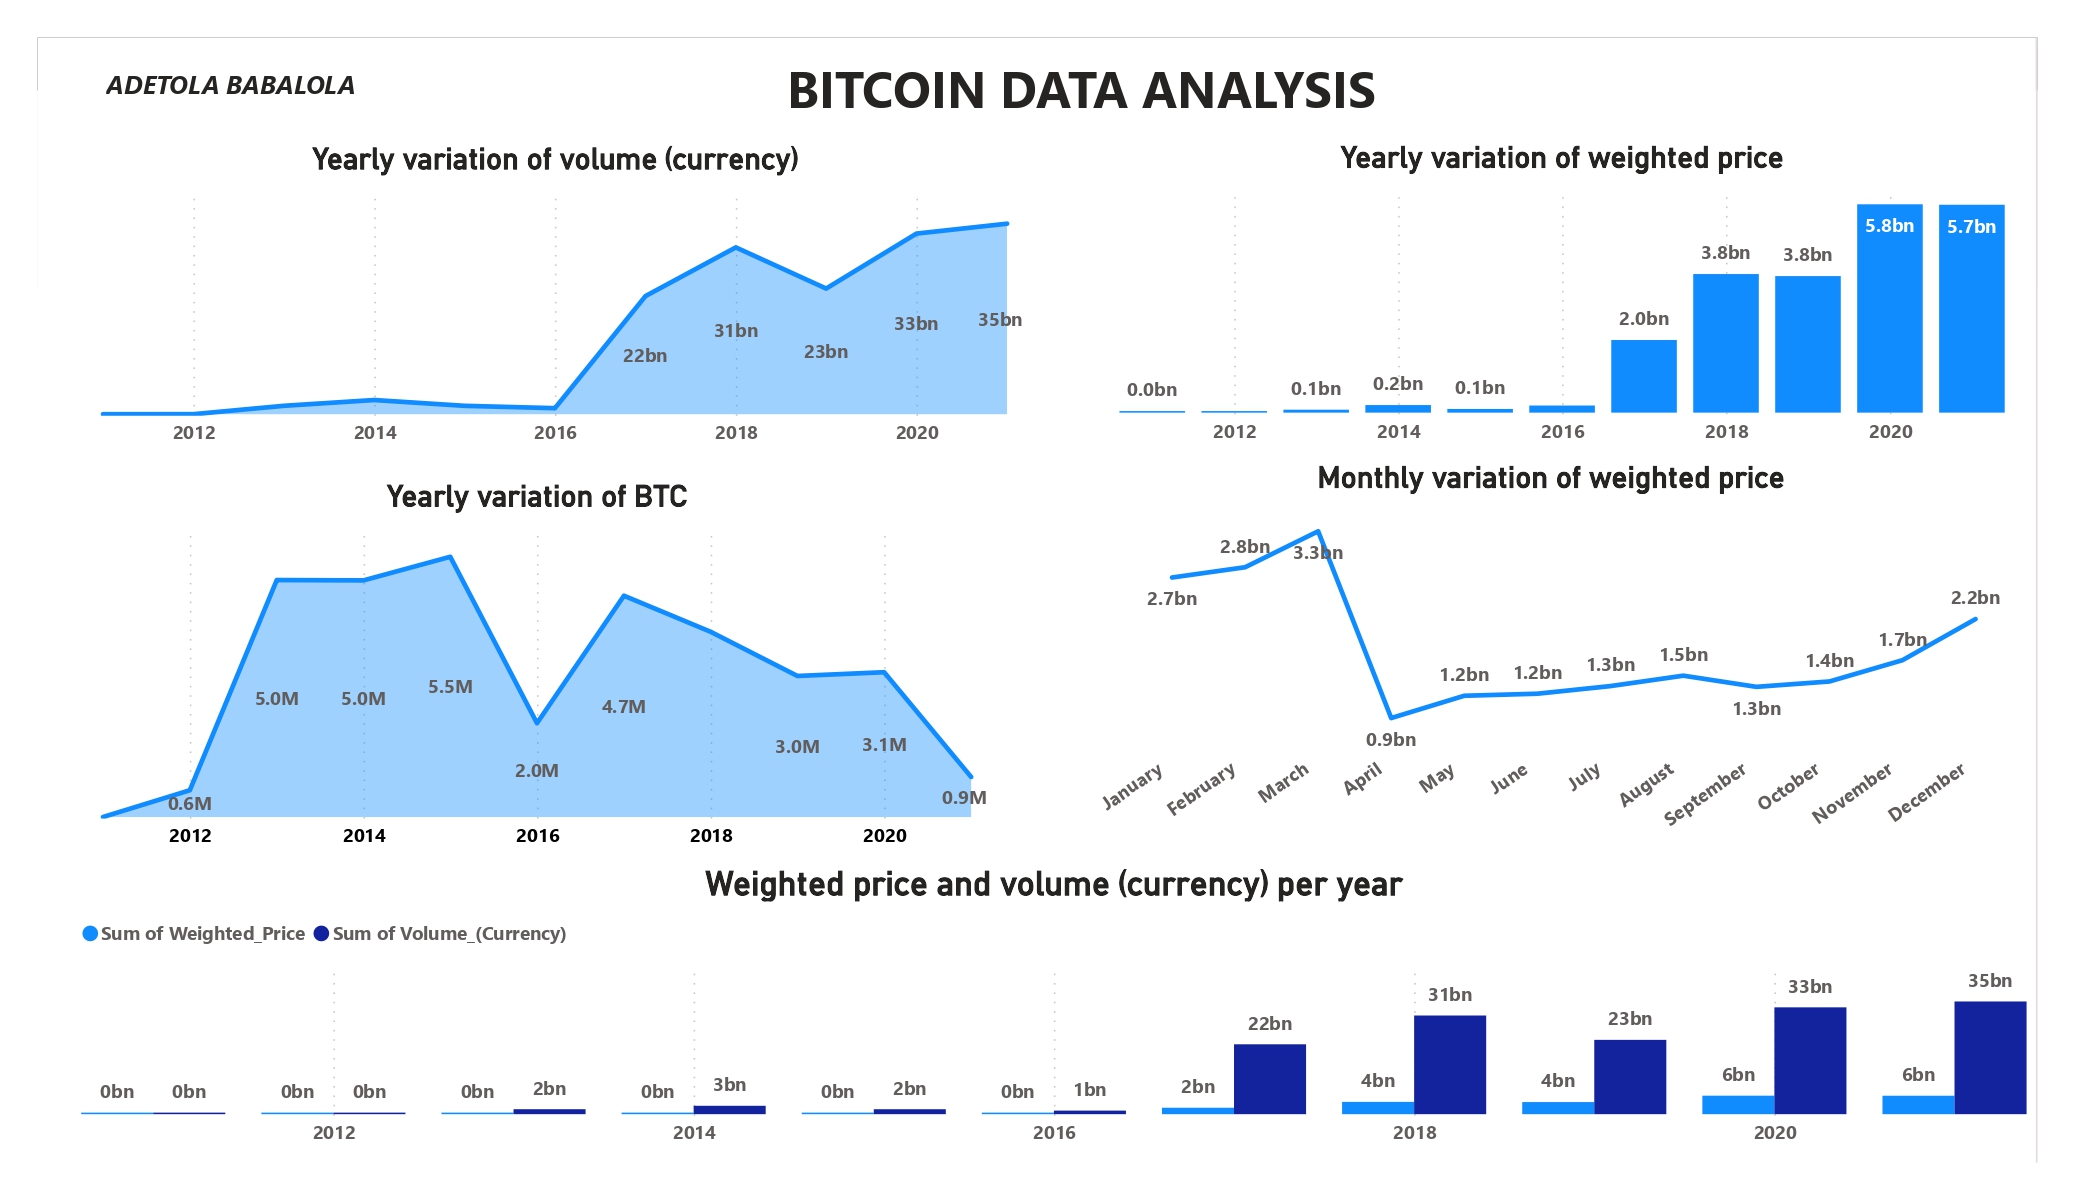 ADETOLA BABALOLA
BITCOIN DATA ANALYSIS
Yearly variation of volume (currency)
22bn 31bn 23bn 33bn 35bn
2012 2014 2016 2018 2020
Yearly variation of weighted price
0.0bn 0.1bn 0.2bn 0.1bn 2.0bn 3.8bn 3.8bn 5.8bn 5.7bn
2012 2014 2016 2018 2020
Yearly variation of BTC
0.6M 5.0M 5.0M 5.5M 2.0M 4.7M 3.0M 3.1M 0.9M
2012 2014 2016 2018 2020
Monthly variation of weighted price
2.7bn 2.8bn 3.3bn 0.9bn 1.2bn 1.2bn 1.3bn 1.5bn 1.3bn 1.4bn 1.7bn 2.2bn
January February March April May June July August September October November December
Weighted price and volume (currency) per year
Sum of Weighted_Price Sum of Volume_(Currency)
0bn 0bn 0bn 0bn 0bn 2bn 0bn 3bn 0bn 2bn 0bn 1bn 2bn 22bn 4bn 31bn 4bn 23bn 6bn 33bn 6bn 35bn
2012 2014 2016 2018 2020